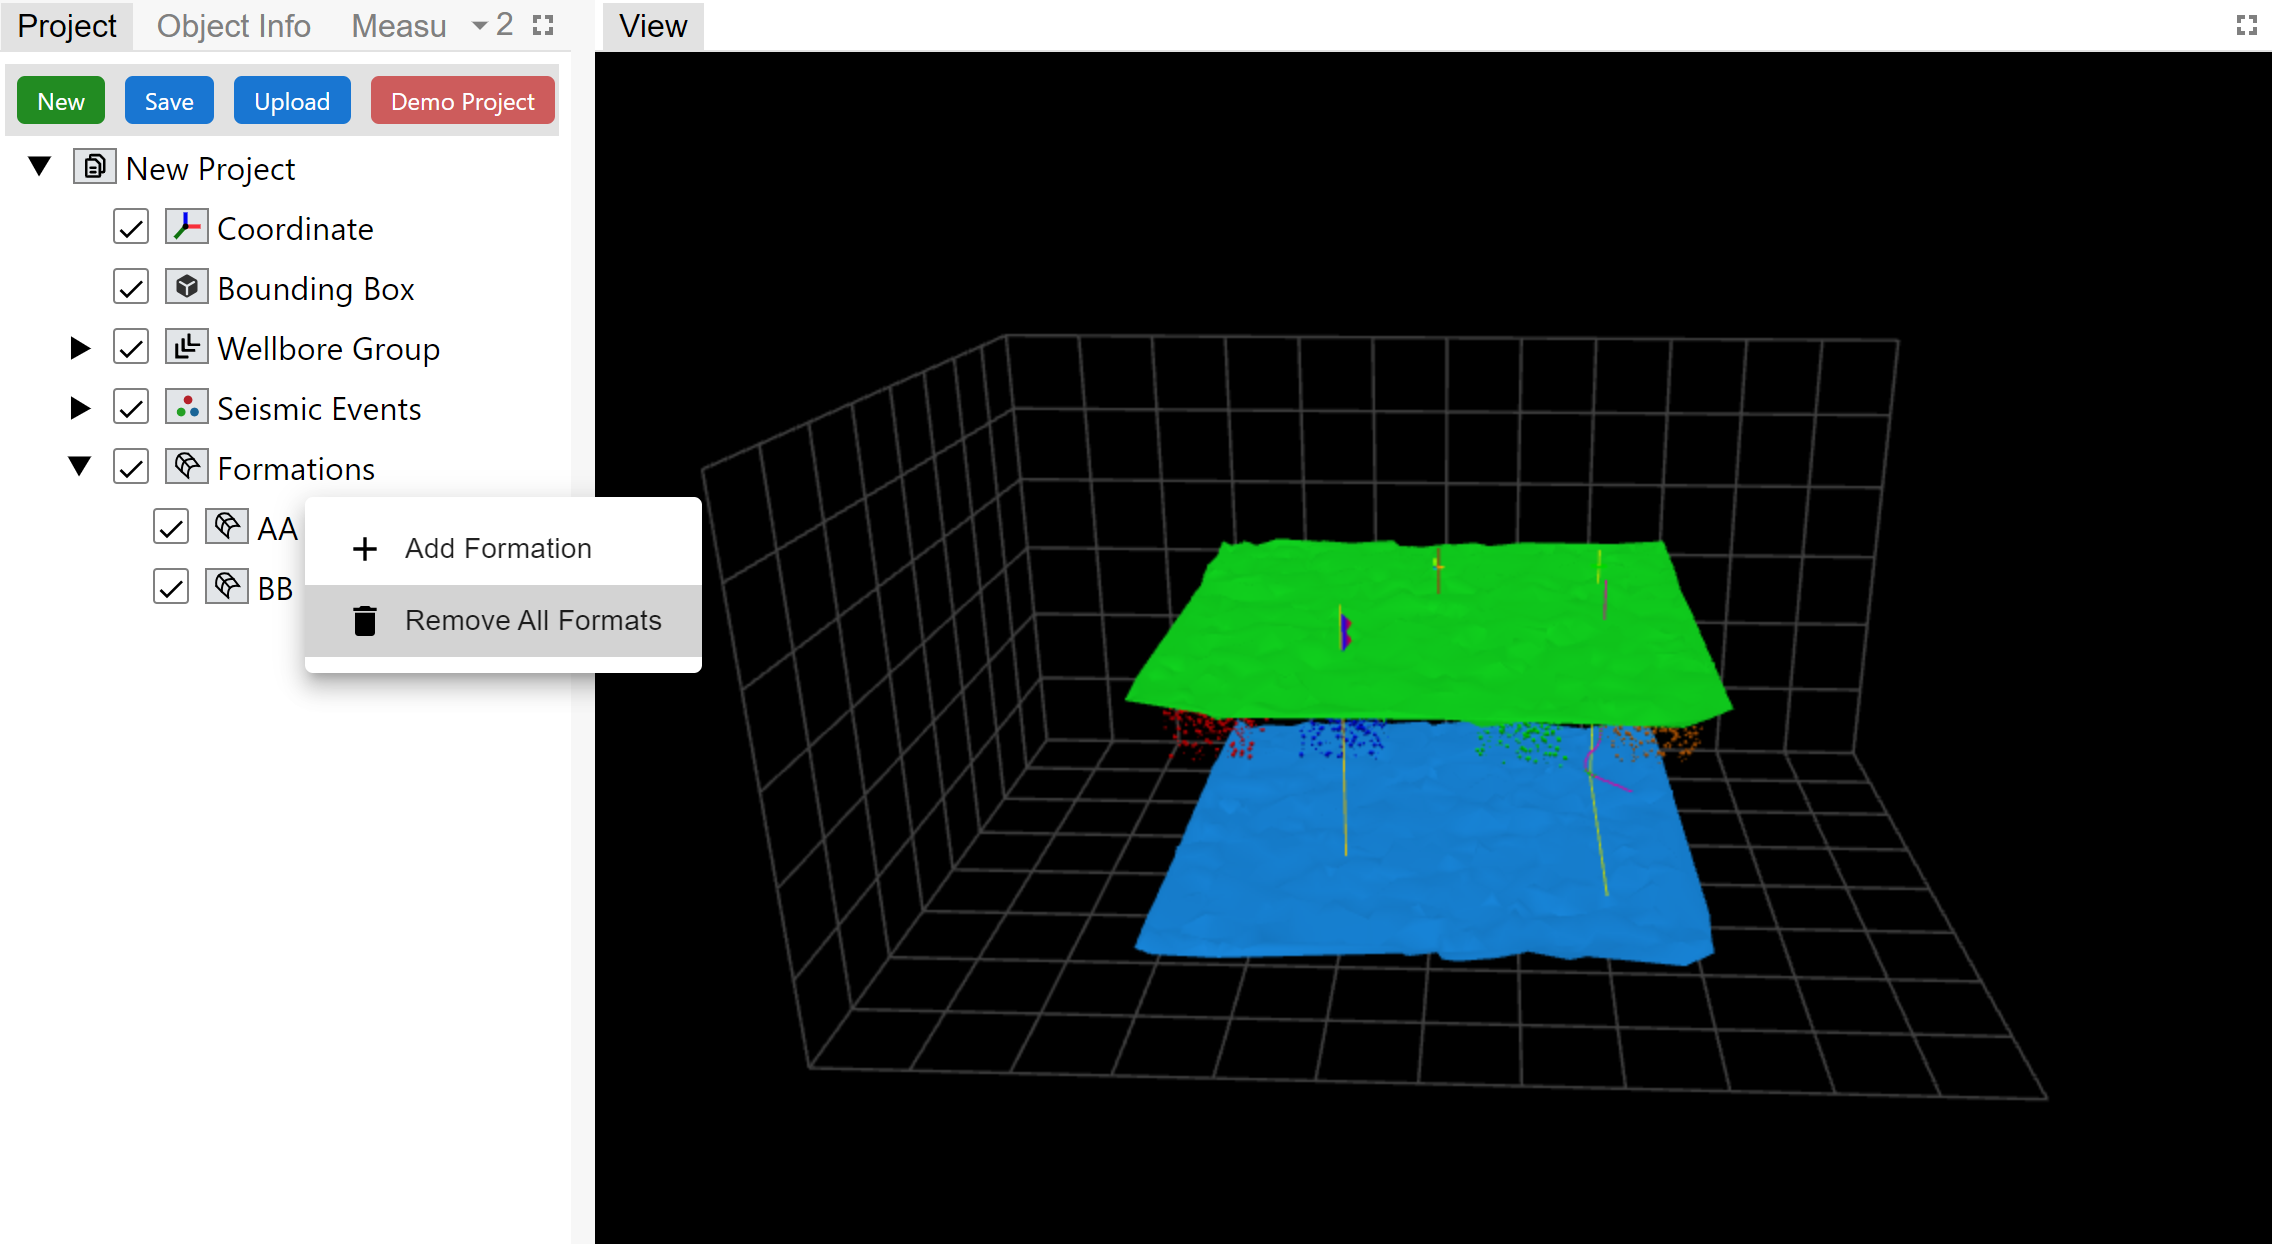 Project Object Info Measu 2 View
New Save Upload Demo Project
New Project
Coordinate
Bounding Box
Wellbore Group
Seismic Events
Formations
AA
Add Formation
BB
Remove All Formats